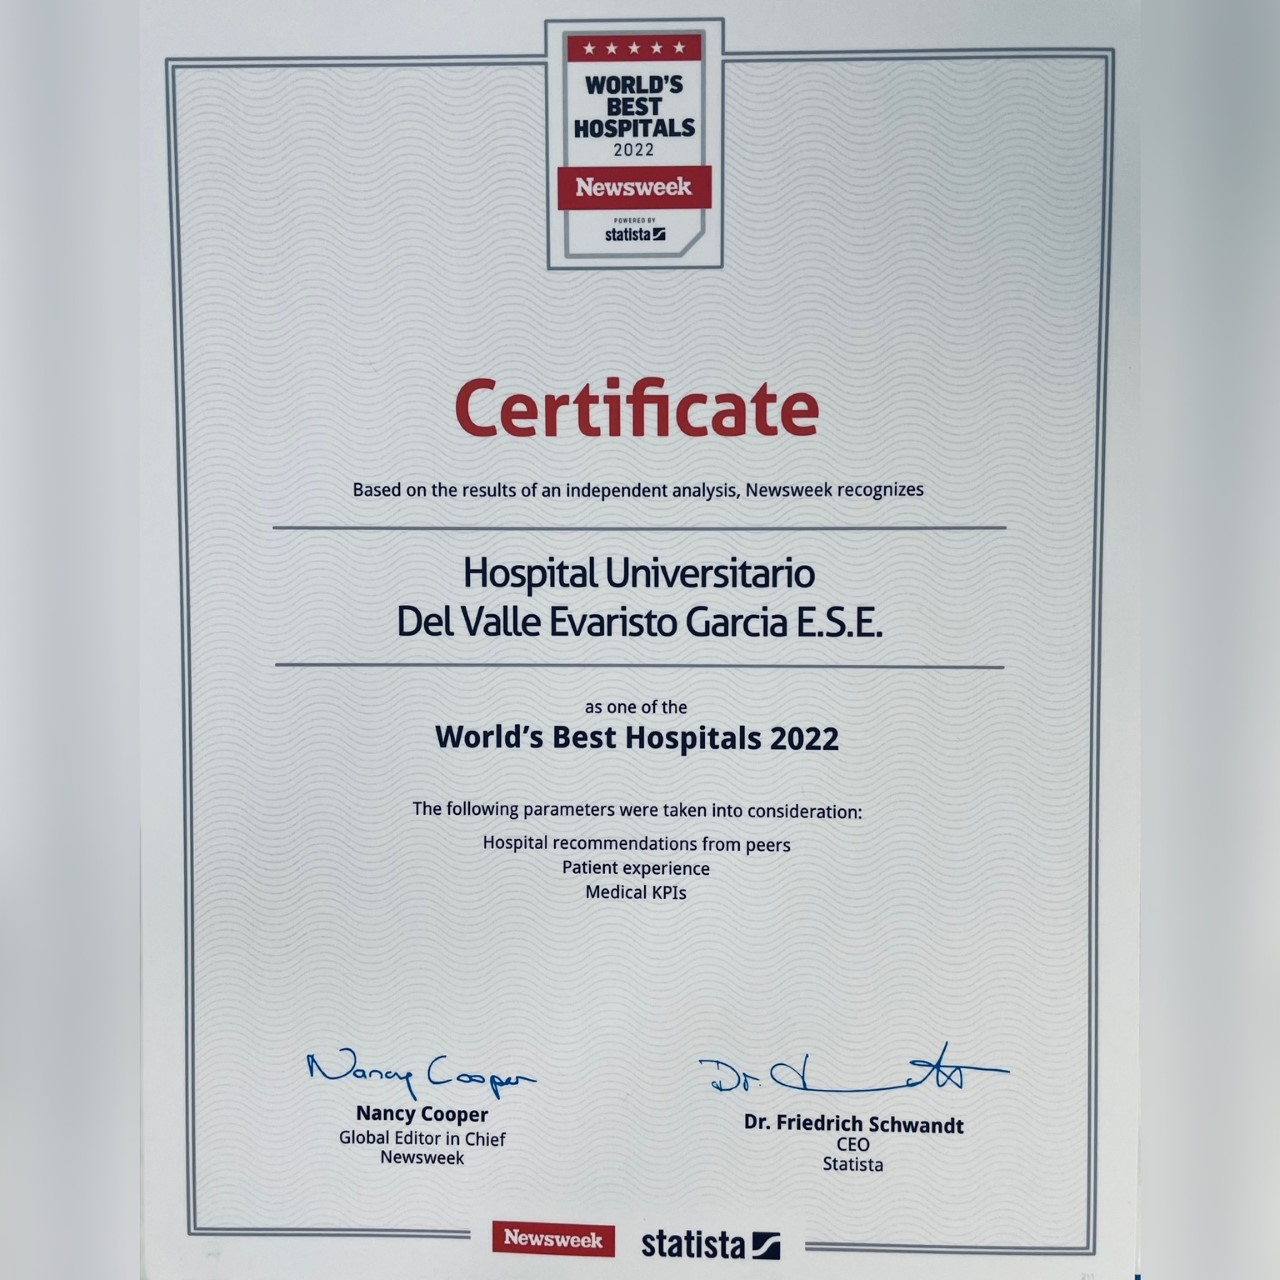 WORLD'S
BEST
HOSPITALS
2022
Newsweek
POWERED BY
statista
Certificate
Based on the results of an independent analysis, Newsweek recognizes
Hospital Universitario
Del Valle Evaristo Garcia E.S.E.
as one of the
World's Best Hospitals 2022
The following parameters were taken into consideration:
Hospital recommendations from peers
Patient experience
Medical KPIs
Nancy Cooper
Nancy Cooper
Global Editor in Chief
Newsweek
Dr.
Dr. Friedrich Schwandt
CEO
Statista
Newsweek
statista